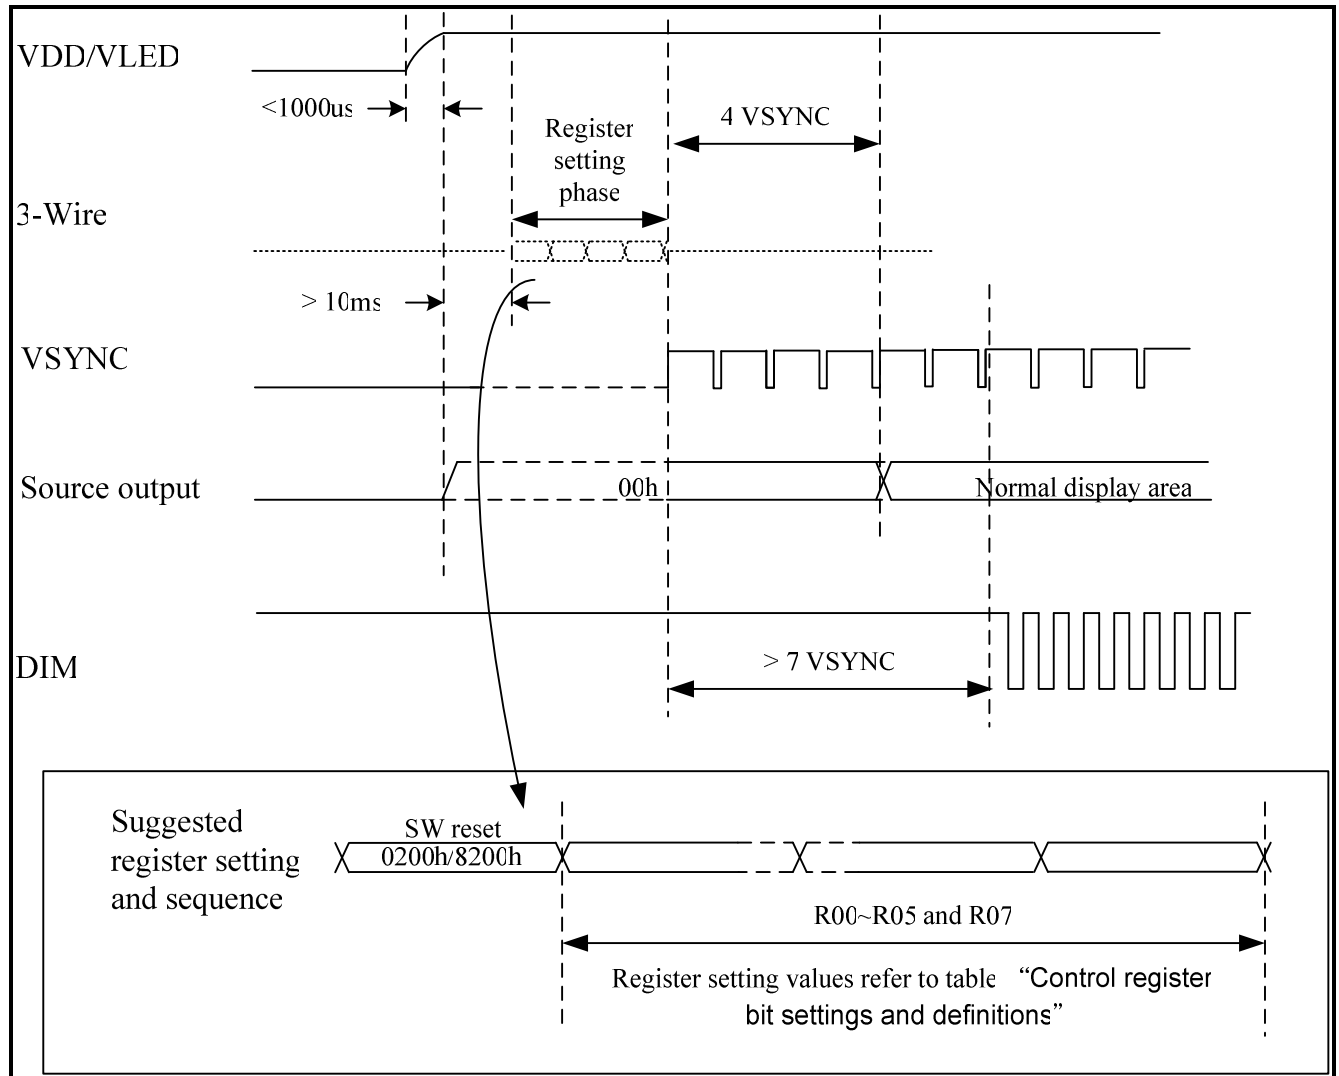 VDD/VLED
<1000us
4 VSYNC
Register
setting
phase
3-Wire
> 10ms
VSYNC
Source output
00h
Normal display area
DIM
> 7 VSYNC
Suggested
register setting
and sequence
SW reset
0200h/8200h
R00~R05 and R07
Register setting values refer to table “Control register
bit settings and definitions”